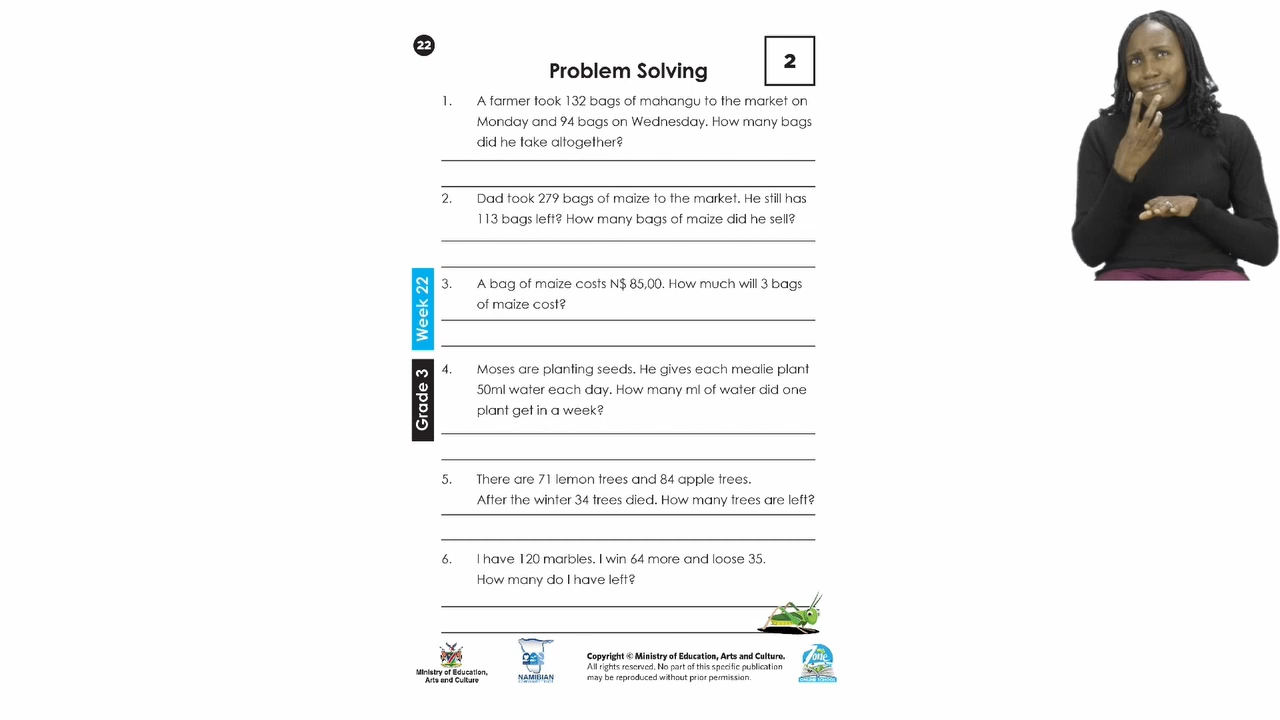 22
Problem Solving
2
1. A farmer took 132 bags of mahangu to the market on
Monday and 94 bags on Wednesday. How many bags
did he take altogether?
2. Dad took 279 bags of maize to the market. He still has
113 bags left? How many bags of maize did he sell?
Week 22
3. A bag of maize costs N$ 85,00. How much will 3 bags
of maize cost?
Grade 3
4. Moses are planting seeds. He gives each mealie plant
50ml water each day. How many ml of water did one
plant get in a week?
5. There are 71 lemon trees and 84 apple trees.
After the winter 34 trees died. How many trees are left?
6. I have 120 marbles. I win 64 more and loose 35.
How many do I have left?
Ministry of Education,
Arts and Culture
NAMIBIAN
Copyright © Ministry of Education, Arts and Culture.
All rights reserved. No part of this specific publication
may be reproduced without prior permission.
Zone
ONLINE SCHOOL